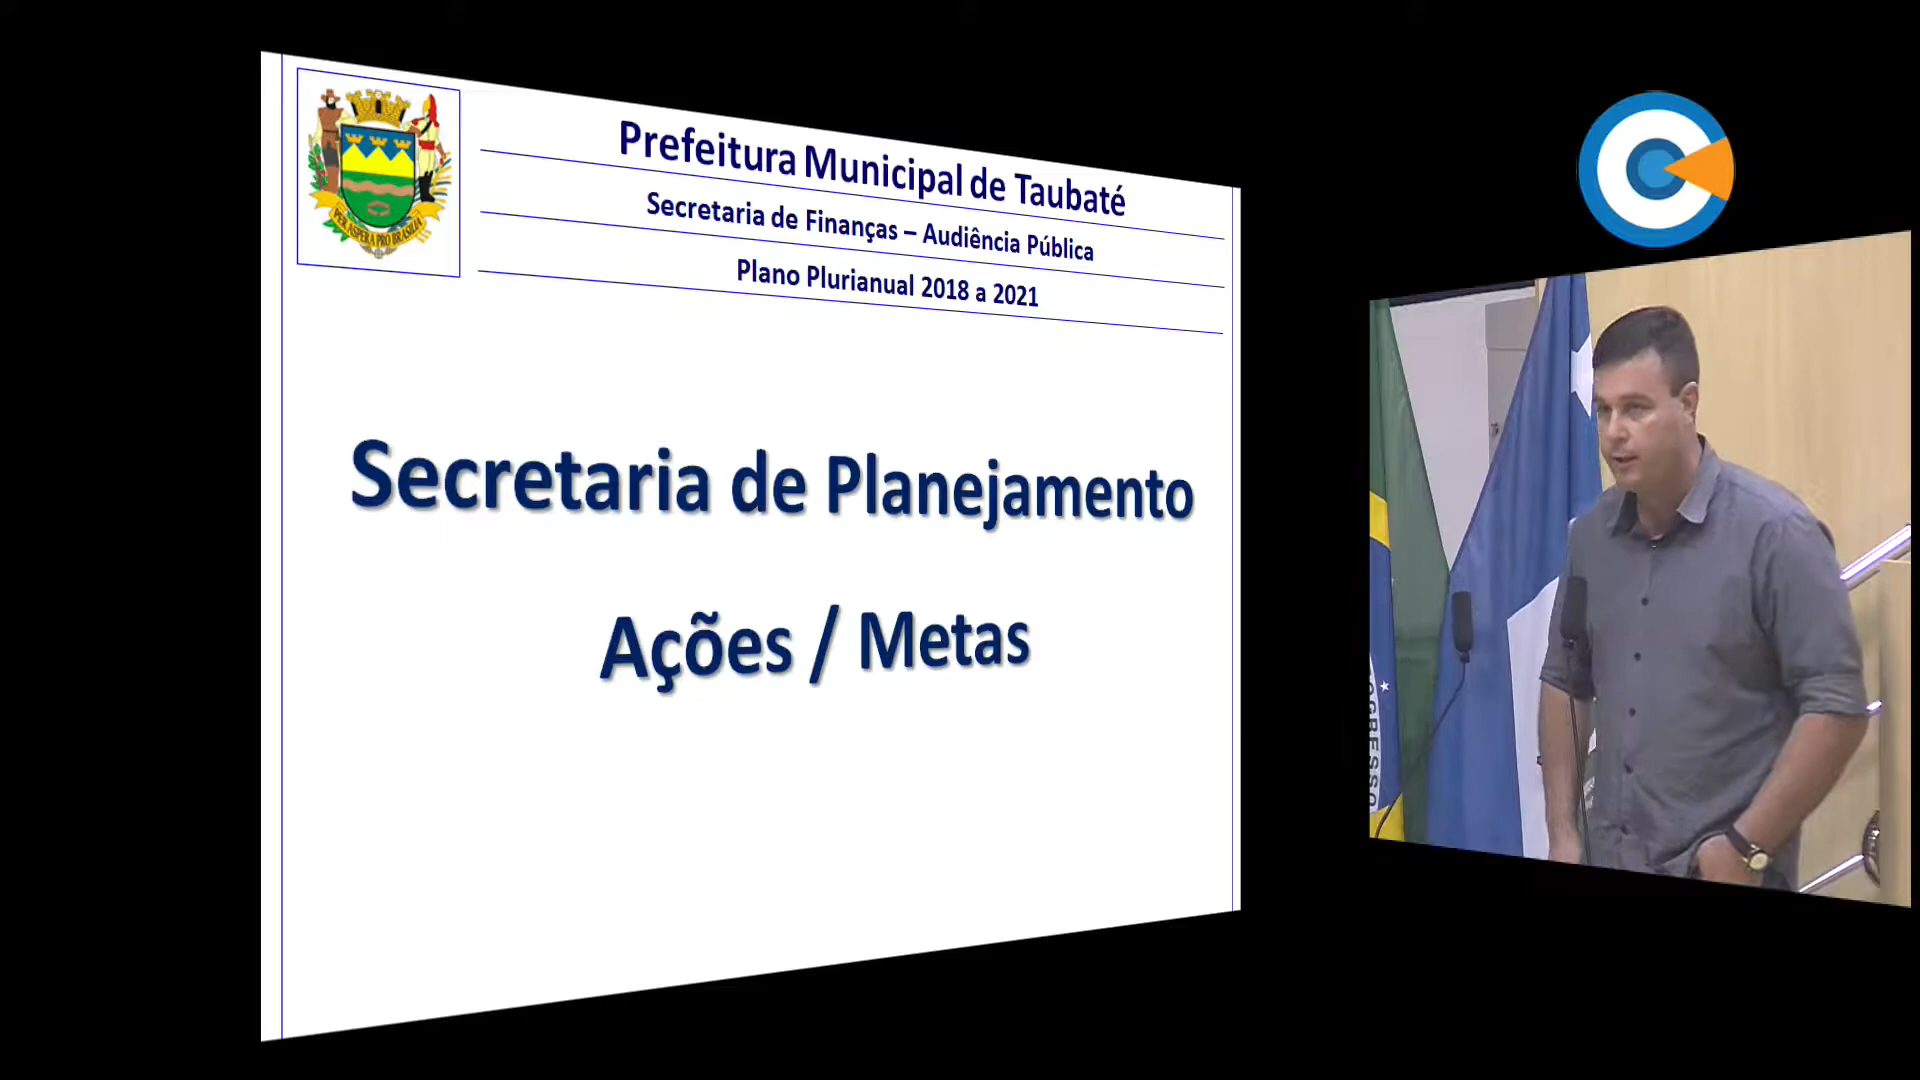 Prefeitura Municipal de Taubaté
Secretaria de Finanças – Audiência Pública
Plano Plurianual 2018 a 2021
PER ASPERA PRO BRASILIA
Secretaria de Planejamento
Ações / Metas
OGRESSO